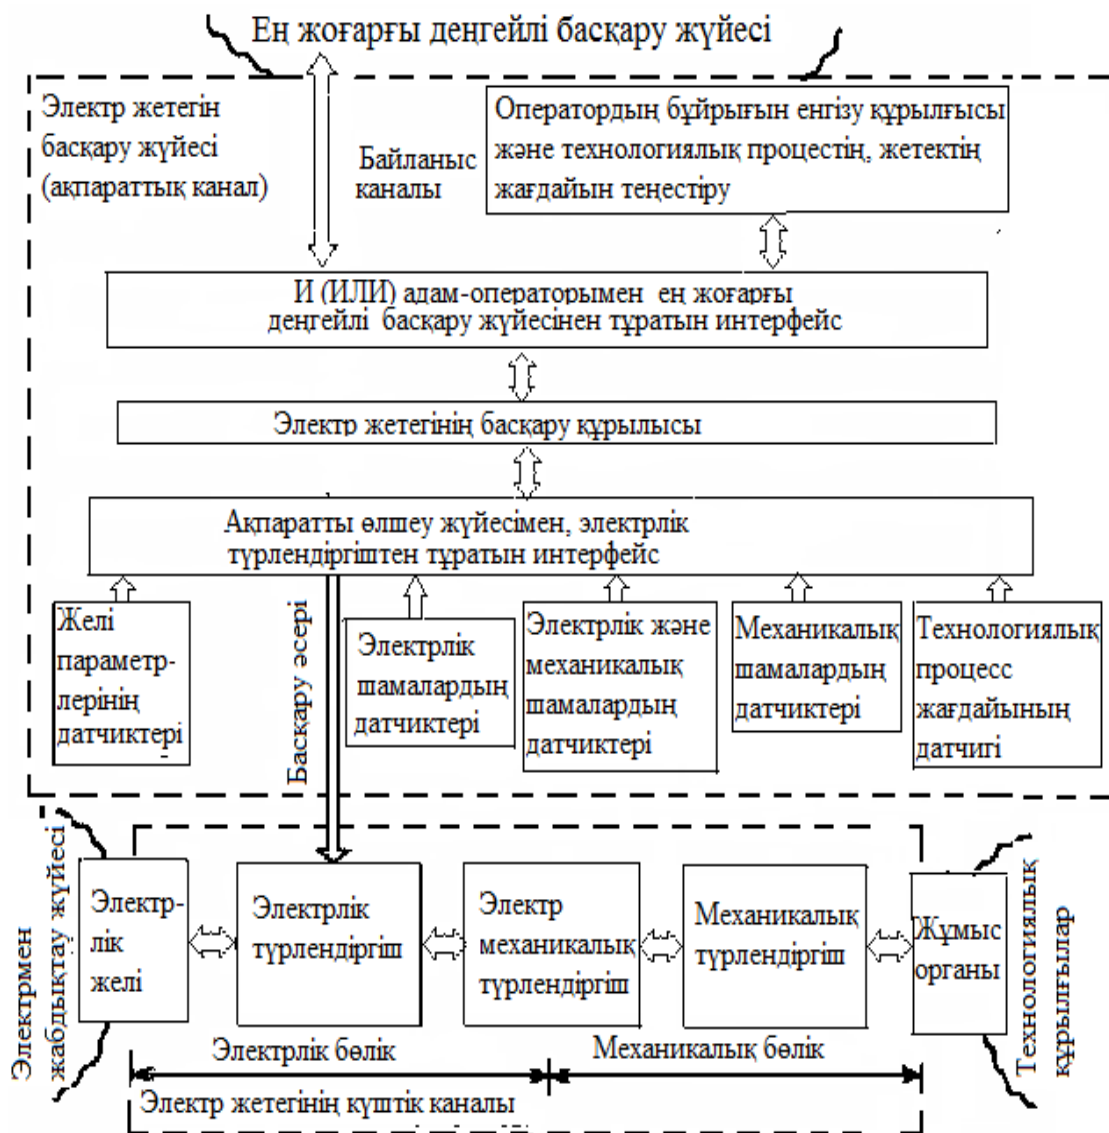 Ең жоғарғы деңгейлі басқару жүйесі
Электр жетегін
басқару жүйесі
(ақпараттық канал)
Байланыс
каналы
Оператордың бұйрығын енгізу құрылғысы
және технологиялық процестің, жетектің
жағдайын теңестіру
И (ИЛИ) адам-операторымен ең жоғарғы
деңгейлі басқару жүйесінен тұратын интерфейс
Электр жетегінің басқару құрылысы
Ақпаратты өлшеу жүйесімен, электрлік
түрлендіргіштен тұратын интерфейс
Желі
параметр-
лерінің
датчиктері
Басқару әсері
Электрлік
шамалардың
датчиктері
Электрлік және
механикалық
шамалардың
датчиктері
Механикалық
шамалардың
датчиктері
Технологиялық
процесс
жағдайының
датчигі
Электрмен
жабдықтау жүйесі
Электр-
лік
желі
Электрлік
түрлендіргіш
Электр
механикалық
түрлендіргіш
Механикалық
түрлендіргіш
Жұмыс
органы
Технологиялық
құрылғылар
Электрлік бөлік
Механикалық бөлік
Электр жетегінің күштік каналы